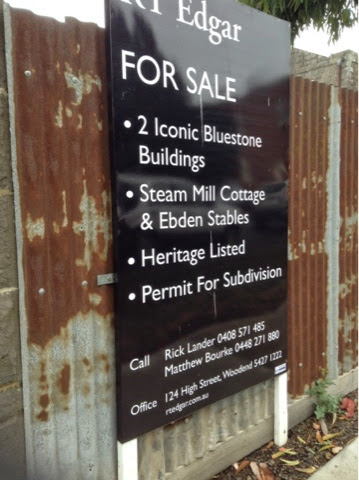 RT Edgar
FOR SALE
• 2 Iconic Bluestone
Buildings
• Steam Mill Cottage
& Ebden Stables
• Heritage Listed
• Permit For Subdivision
Call Rick Lander 0408 571 485
Matthew Bourke 0448 271 880
Office 124 High Street, Woodend 5427 1222
rtedgar.com.au